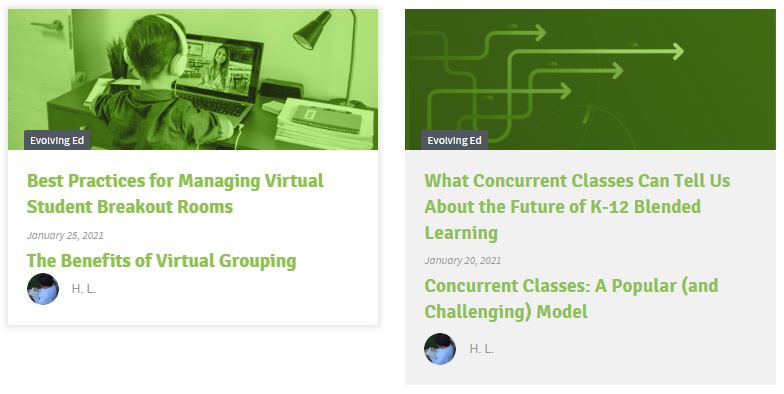 Evolving Ed
Best Practices for Managing Virtual
Student Breakout Rooms
January 25, 2021
The Benefits of Virtual Grouping
H. L.
Evolving Ed
What Concurrent Classes Can Tell Us
About the Future of K-12 Blended
Learning
January 20, 2021
Concurrent Classes: A Popular (and
Challenging) Model
H. L.